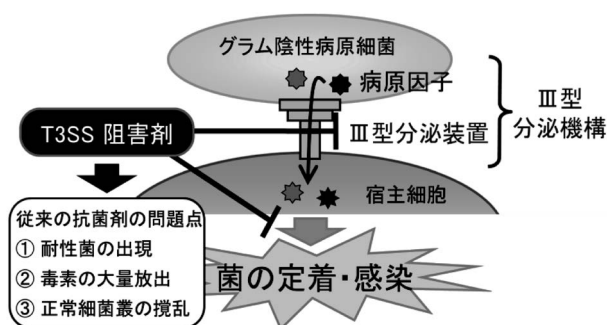 グラム陰性病原細菌
病原因子
T3SS 阻害剤
Ⅲ型分泌装置
Ⅲ型
分泌機構
宿主細胞
従来の抗菌剤の問題点
① 耐性菌の出現
② 毒素の大量放出
③ 正常細菌叢の撹乱
菌の定着・感染